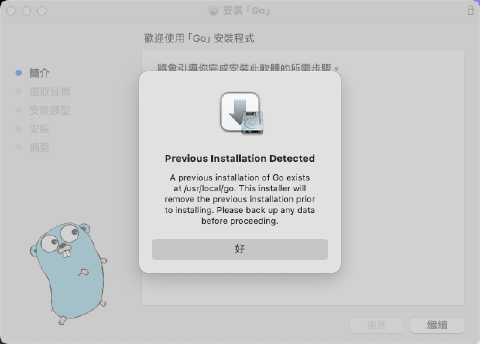 安裝「Go」
歡迎使用「Go」安裝程式
簡介
選取目標
安裝類型
安裝
摘要
將會引導你完成安裝此軟體的所需步驟。
Previous Installation Detected
A previous installation of Go exists
at /usr/local/go. This installer will
remove the previous installation prior
to installing. Please back up any data
before proceeding.
好
返回
繼續